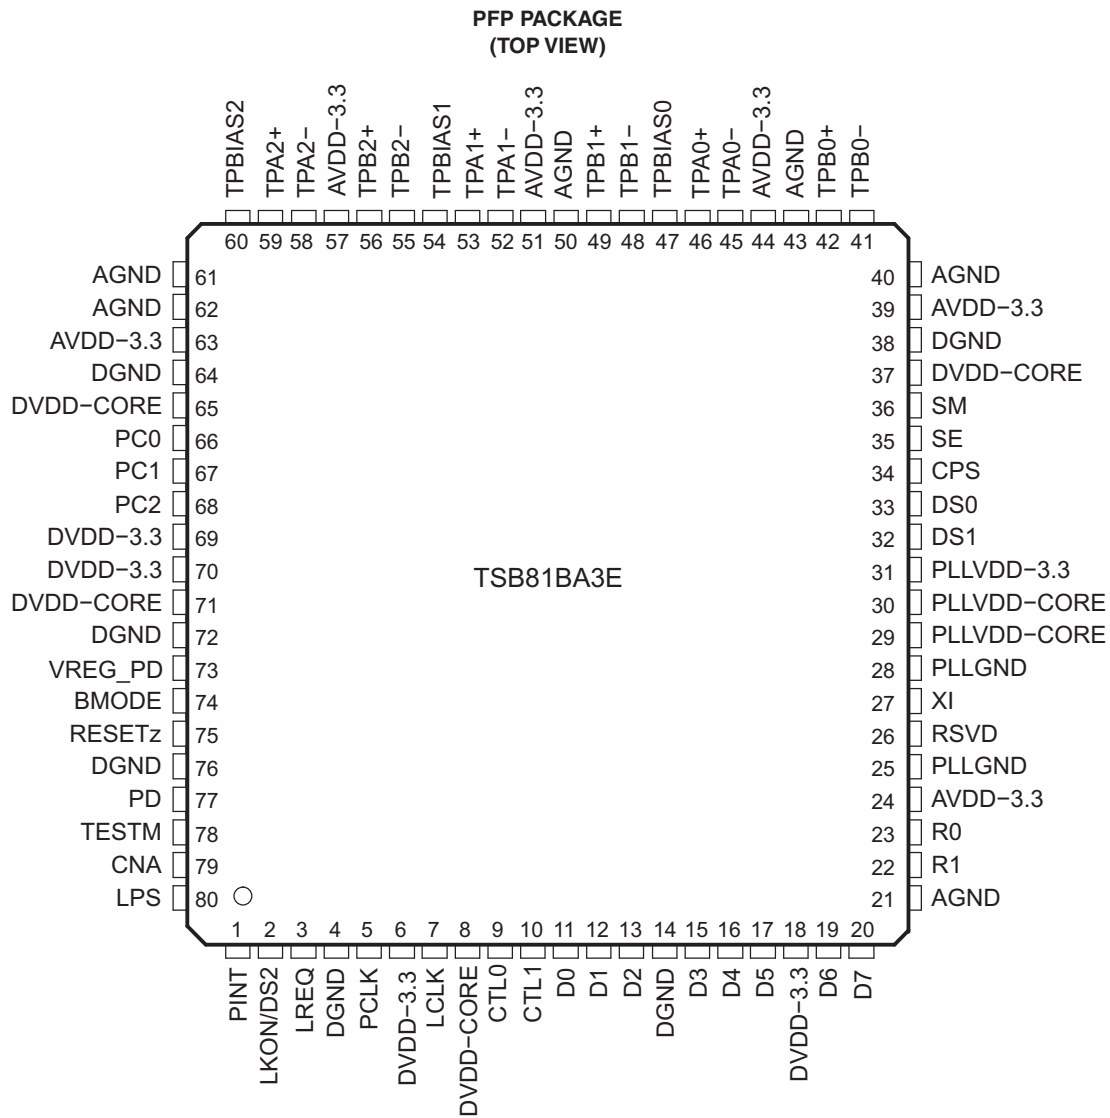 PFP PACKAGE
(TOP VIEW)
TPBIAS2
TPA2+
TPA2−
AVDD−3.3
TPB2+
TPB2−
TPBIAS1
TPA1+
TPA1−
AVDD−3.3
AGND
TPB1+
TPB1−
TPBIAS0
TPA0+
TPA0−
AVDD−3.3
AGND
TPB0+
TPB0−
60 59 58 57 56 55 54 53 52 51 50 49 48 47 46 45 44 43 42 41
AGND 61 40 AGND
AGND 62 39 AVDD−3.3
AVDD−3.3 63 38 DGND
DGND 64 37 DVDD−CORE
DVDD−CORE 65 36 SM
PC0 66 35 SE
PC1 67 34 CPS
PC2 68 33 DS0
DVDD−3.3 69 32 DS1
DVDD−3.3 70 31 PLLVDD−3.3
TSB81BA3E
DVDD−CORE 71 30 PLLVDD−CORE
DGND 72 29 PLLVDD−CORE
VREG_PD 73 28 PLLGND
BMODE 74 27 XI
RESETz 75 26 RSVD
DGND 76 25 PLLGND
PD 77 24 AVDD−3.3
TESTM 78 23 R0
CNA 79 22 R1
LPS 80 21 AGND
1 2 3 4 5 6 7 8 9 10 11 12 13 14 15 16 17 18 19 20
PINT
LKON/DS2
LREQ
DGND
PCLK
DVDD−3.3
LCLK
DVDD−CORE
CTL0
CTL1
D0
D1
D2
DGND
D3
D4
D5
DVDD−3.3
D6
D7